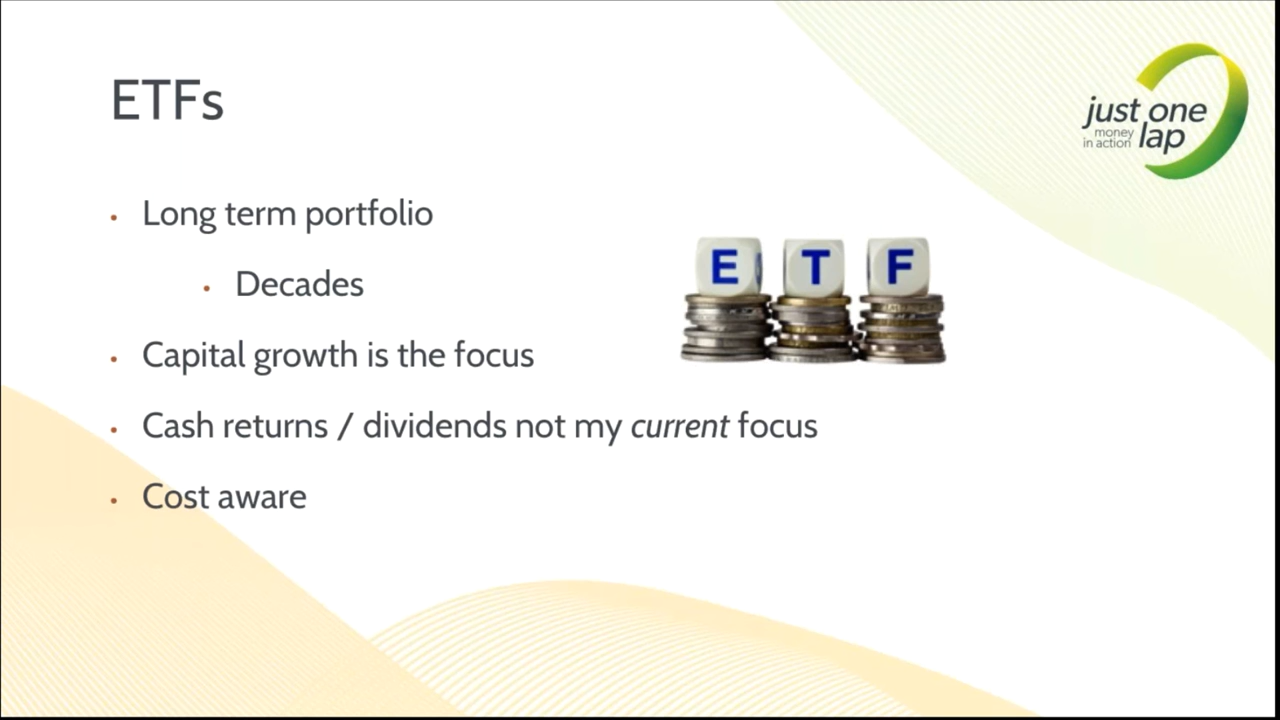 ETFs
just one
money
in action lap
• Long term portfolio
• Decades
E T F
• Capital growth is the focus
• Cash returns / dividends not my current focus
• Cost aware